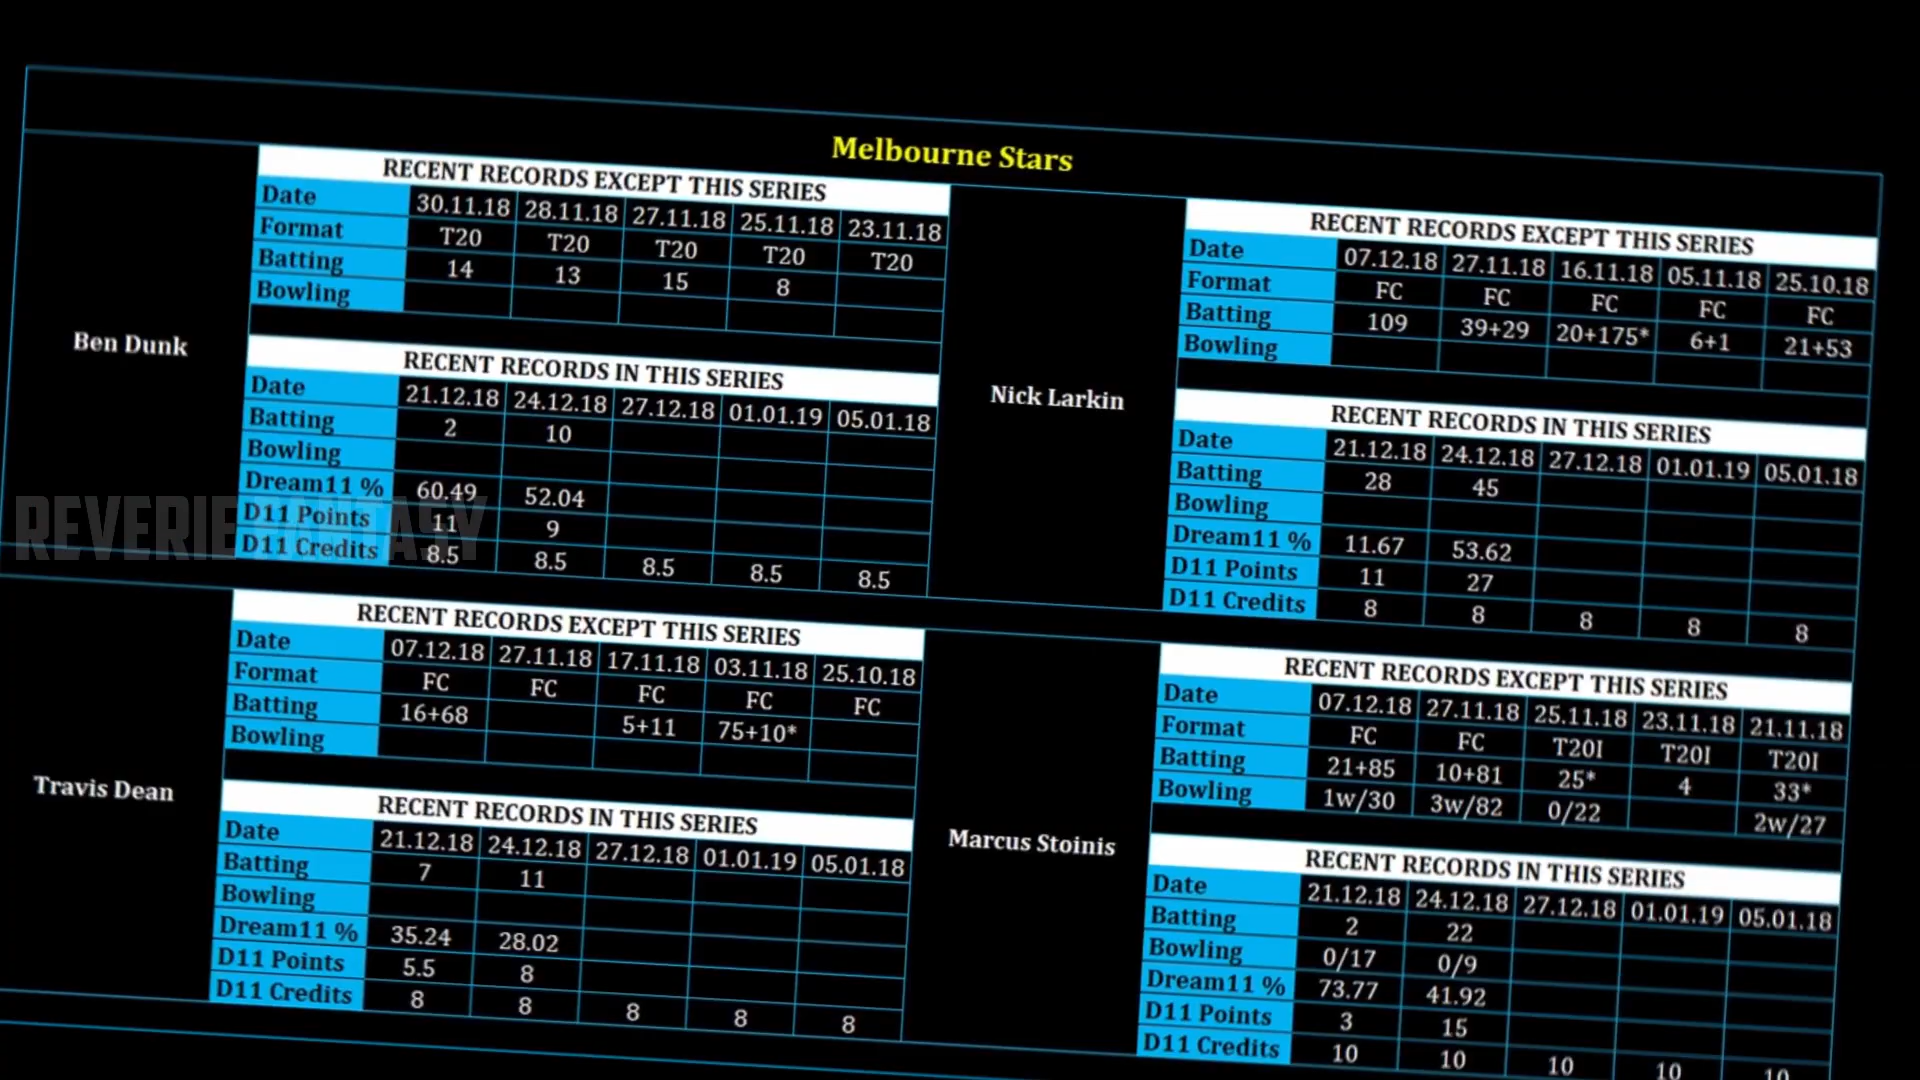 Melbourne Stars
Ben Dunk
RECENT RECORDS EXCEPT THIS SERIES
Date 30.11.18 28.11.18 27.11.18 25.11.18 23.11.18
Format T20 T20 T20 T20 T20
Batting 14 13 15 8
Bowling
RECENT RECORDS IN THIS SERIES
Date 21.12.18 24.12.18 27.12.18 01.01.19 05.01.18
Batting 2 10
Bowling
Dream11 % 60.49 52.04
D11 Points 11 9
D11 Credits 8.5 8.5 8.5 8.5 8.5
REVERIE FANTASY
Nick Larkin
RECENT RECORDS EXCEPT THIS SERIES
Date 07.12.18 27.11.18 16.11.18 05.11.18 25.10.18
Format FC FC FC FC FC
Batting 109 39+29 20+175* 6+1 21+53
Bowling
RECENT RECORDS IN THIS SERIES
Date 21.12.18 24.12.18 27.12.18 01.01.19 05.01.18
Batting 28 45
Bowling
Dream11 % 11.67 53.62
D11 Points 11 27
D11 Credits 8 8 8 8 8
Travis Dean
RECENT RECORDS EXCEPT THIS SERIES
Date 07.12.18 27.11.18 17.11.18 03.11.18 25.10.18
Format FC FC FC FC FC
Batting 16+68 5+11 75+10*
Bowling
RECENT RECORDS IN THIS SERIES
Date 21.12.18 24.12.18 27.12.18 01.01.19 05.01.18
Batting 7 11
Bowling
Dream11 % 35.24 28.02
D11 Points 5.5 8
D11 Credits 8 8 8 8 8
Marcus Stoinis
RECENT RECORDS EXCEPT THIS SERIES
Date 07.12.18 27.11.18 25.11.18 23.11.18 21.11.18
Format FC FC T20I T20I T20I
Batting 21+85 10+81 25* 4 33*
Bowling 1w/30 3w/82 0/22 2w/27
RECENT RECORDS IN THIS SERIES
Date 21.12.18 24.12.18 27.12.18 01.01.19 05.01.18
Batting 2 22
Bowling 0/17 0/9
Dream11 % 73.77 41.92
D11 Points 3 15
D11 Credits 10 10 10 10 10